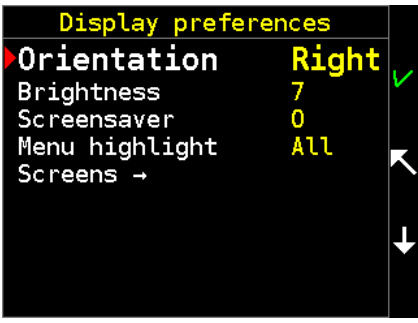 Display preferences
Orientation Right
Brightness 7
Screensaver 0
Menu highlight All
Screens →